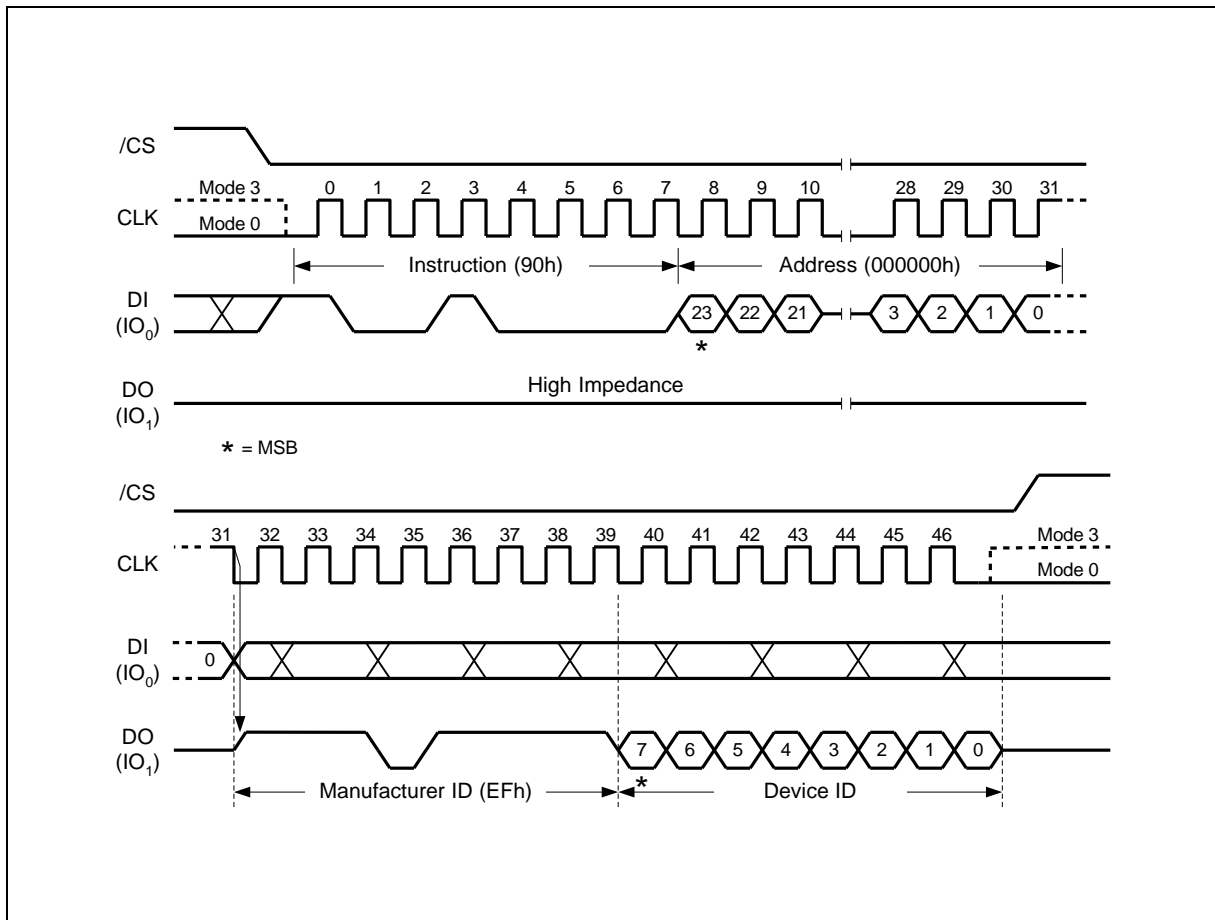 /CS
Mode 3
0 1 2 3 4 5 6 7 8 9 10 28 29 30 31
CLK
Mode 0
Instruction (90h)
Address (000000h)
DI
(IO0)
23 22 21 3 2 1 0
*
High Impedance
DO
(IO1)
* = MSB
/CS
31 32 33 34 35 36 37 38 39 40 41 42 43 44 45 46
Mode 3
CLK
Mode 0
DI
(IO0)
0
DO
(IO1)
7 6 5 4 3 2 1 0
*
Manufacturer ID (EFh)
Device ID